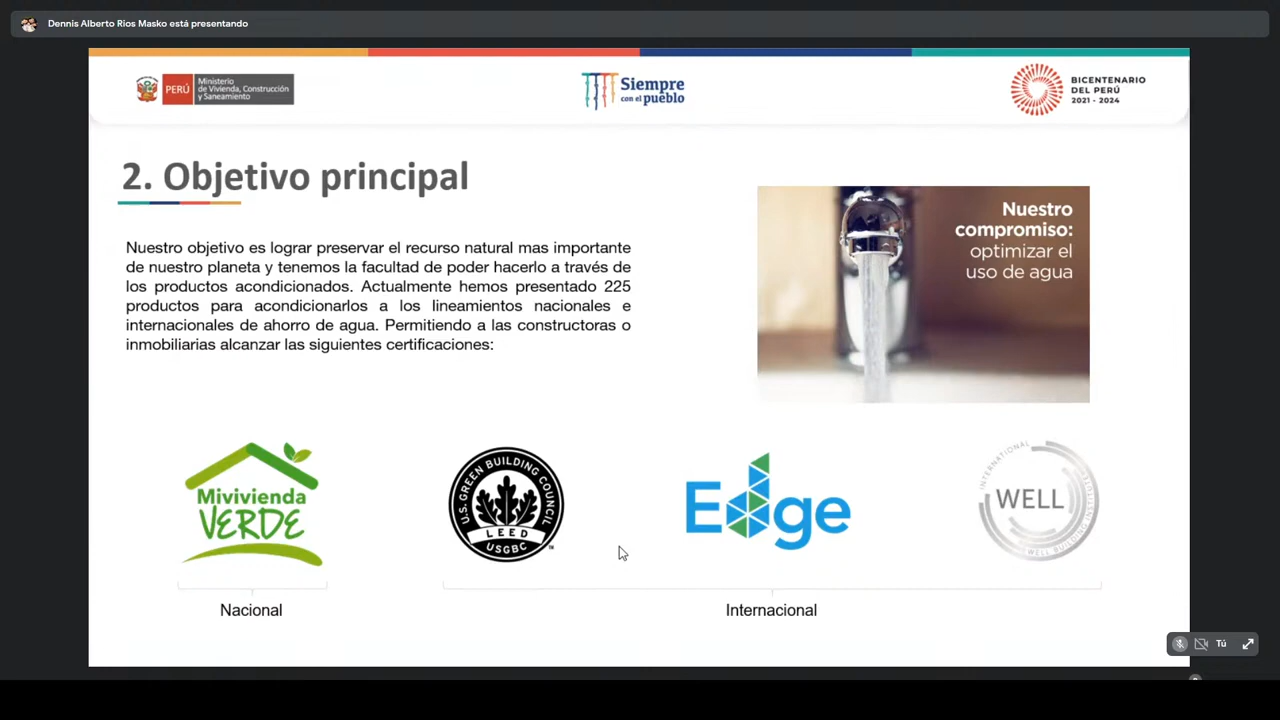 Dennis Alberto Rios Masko está presentando
PERÚ
Ministerio
de Vivienda, Construcción
y Saneamiento
Siempre
con el pueblo
BICENTENARIO
DEL PERÚ
2021 - 2024
2. Objetivo principal
Nuestro objetivo es lograr preservar el recurso natural mas importante
de nuestro planeta y tenemos la facultad de poder hacerlo a través de
los productos acondicionados. Actualmente hemos presentado 225
productos para acondicionarlos a los lineamientos nacionales e
internacionales de ahorro de agua. Permitiendo a las constructoras o
inmobiliarias alcanzar las siguientes certificaciones:
Nuestro
compromiso:
optimizar el
uso de agua
Mivivienda
VERDE
U.S. GREEN BUILDING COUNCIL
LEED
USGBC
Edge
INTERNATIONAL
WELL
WELL BUILDING INSTITUTE
Nacional
Internacional
Tú